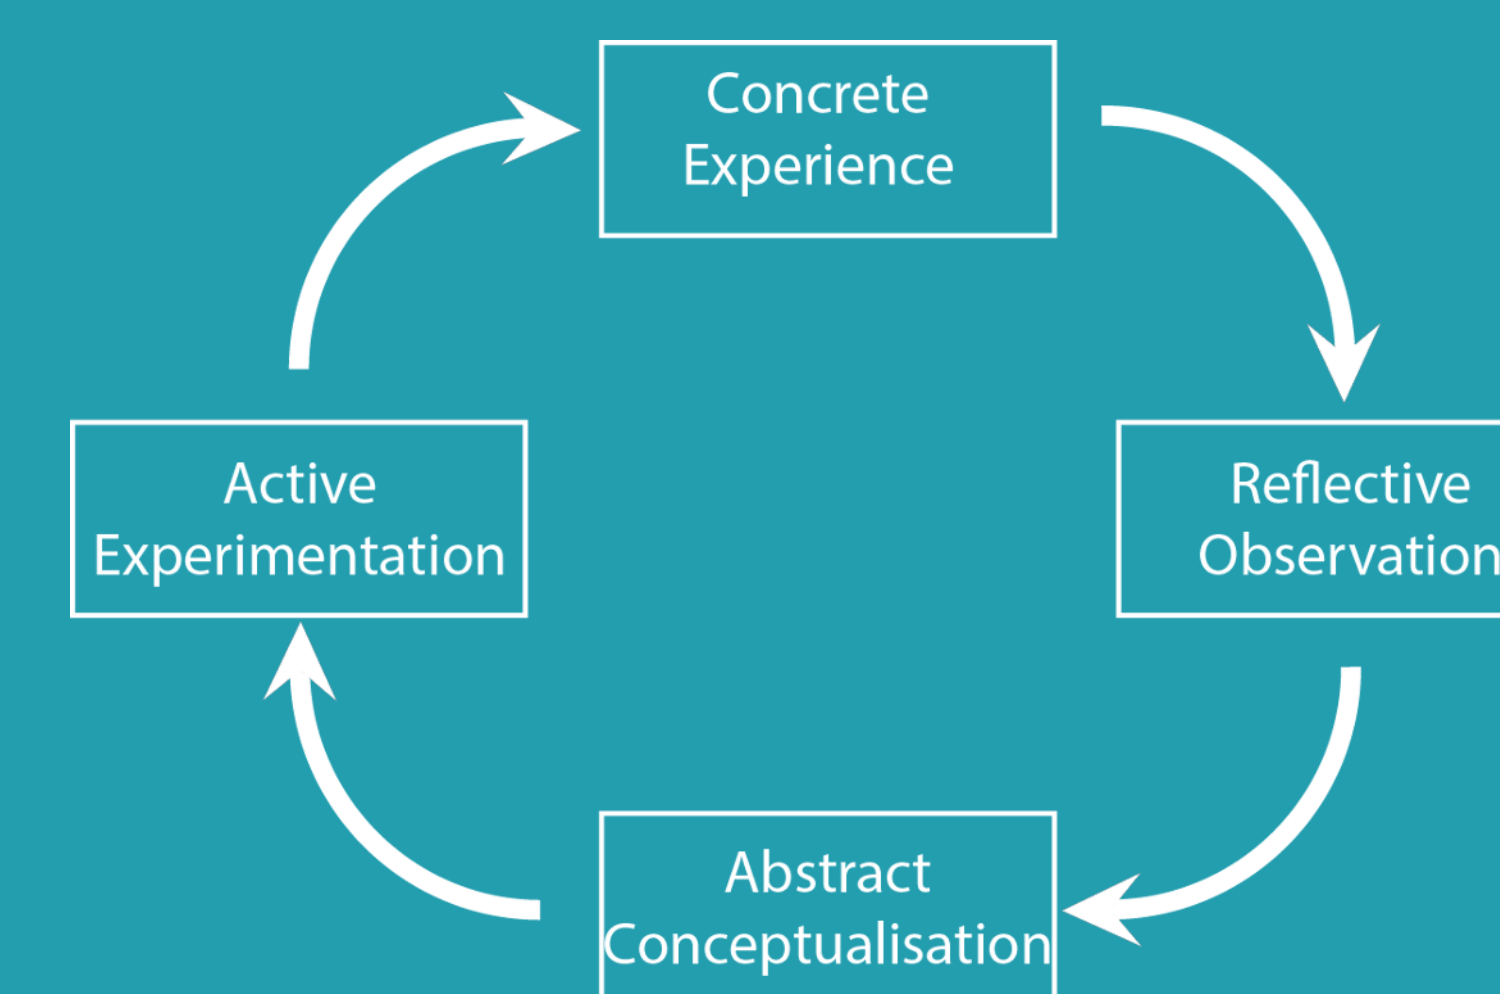 Concrete
Experience
Active
Experimentation
Reflective
Observation
Abstract
Conceptualisation